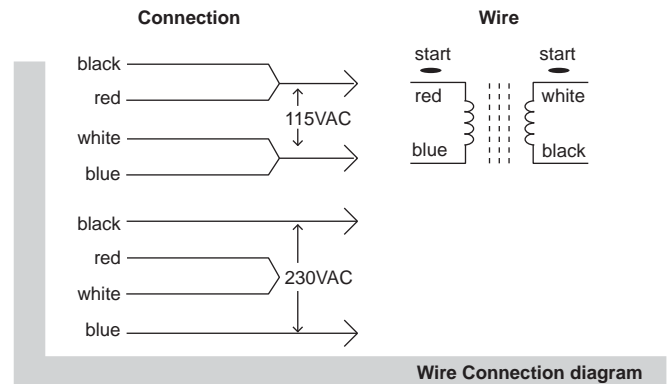 Connection
black
red
115VAC
white
blue
black
red
230VAC
white
blue
Wire
start start
red white
blue black
Wire Connection diagram